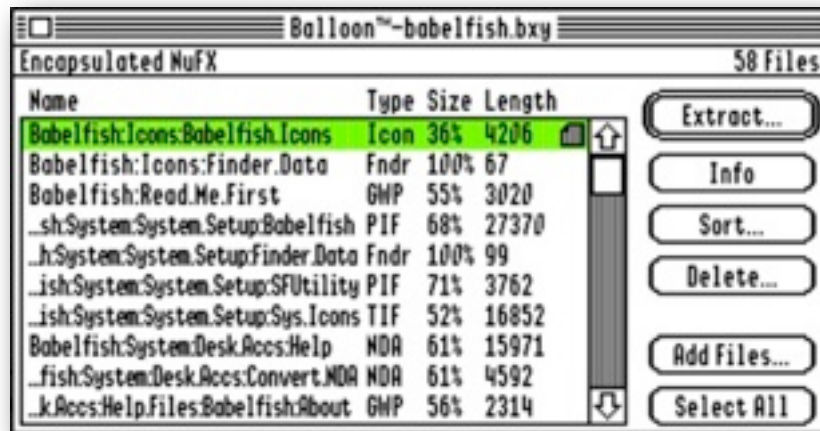 Balloon™-babelfish.bxy
Encapsulated NuFX 58 Files
Name Type Size Length
Babelfish:Icons:Babelfish.Icons Icon 36% 4206
Babelfish:Icons:Finder.Data Fndr 100% 67
Babelfish:Read.Me.First GWP 55% 3020
…sh:System:System.Setup:Babelfish PIF 68% 27370
…h:System:System.Setup:Finder.Data Fndr 100% 99
…ish:System:System.Setup:SFUtility PIF 71% 3762
…ish:System:System.Setup:Sys.Icons TIF 52% 16852
Babelfish:System:Desk.Accs:Help NDA 61% 15971
…fish:System:Desk.Accs:Convert.NDA NDA 61% 4592
…k.Accs:Help.Files:Babelfish:About GWP 56% 2314
Extract...
Info
Sort...
Delete...
Add Files...
Select All